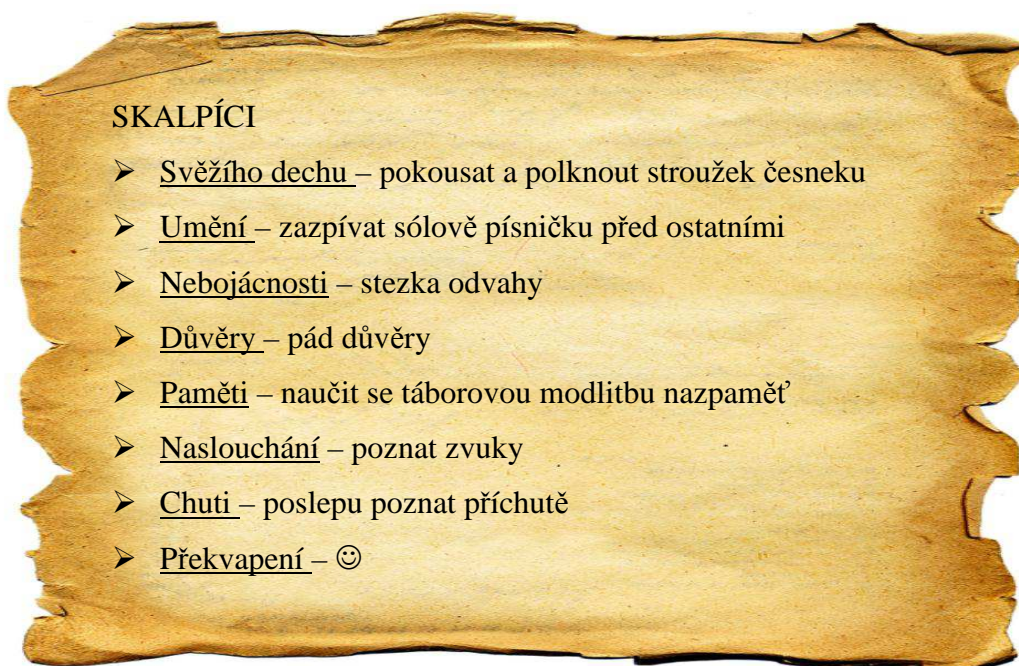 SKALPÍCI
➢ Svěžího dechu – pokousat a polknout stroužek česneku
➢ Umění – zazpívat sólově písničku před ostatními
➢ Nebojácnosti – stezka odvahy
➢ Důvěry – pád důvěry
➢ Paměti – naučit se táborovou modlitbu nazpaměť
➢ Naslouchání – poznat zvuky
➢ Chuti – poslepu poznat příchutě
➢ Překvapení – ☺